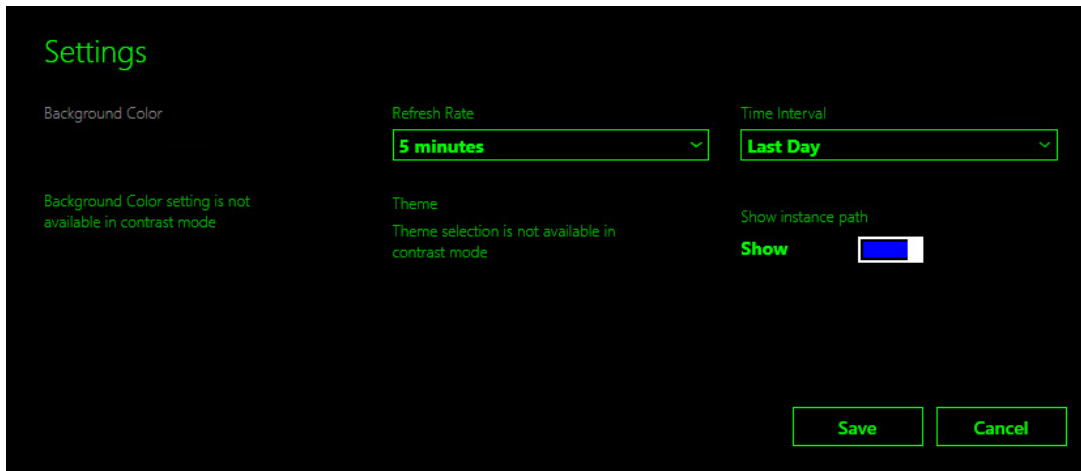 Settings
Background Color
Refresh Rate
Time Interval
5 minutes
Last Day
Background Color setting is not
available in contrast mode
Theme
Theme selection is not available in
contrast mode
Show instance path
Show
Save
Cancel